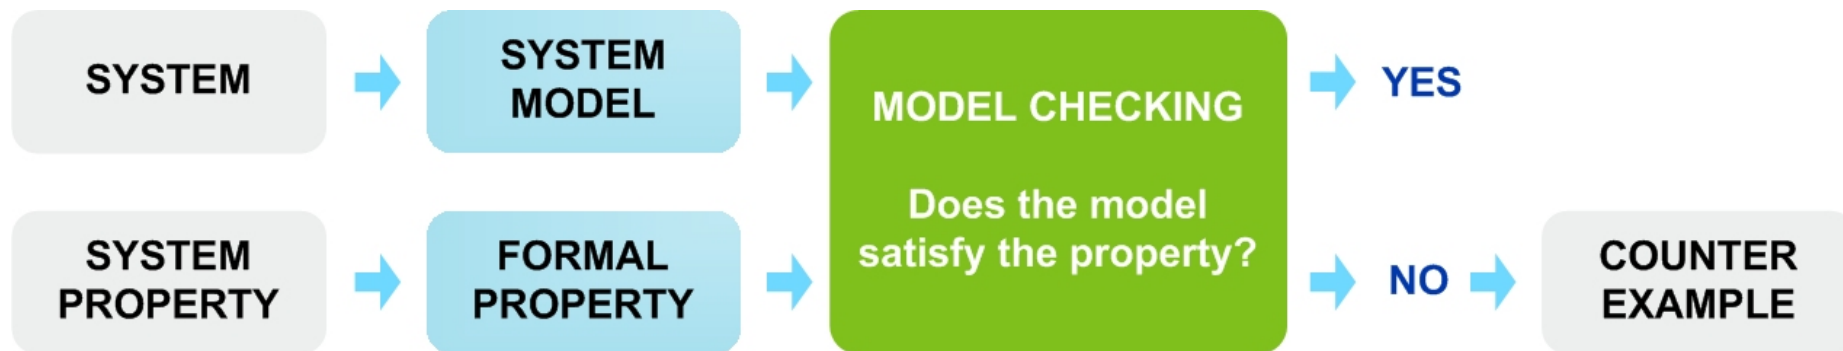 SYSTEM
SYSTEM
MODEL
MODEL CHECKING
Does the model
satisfy the property?
YES
SYSTEM
PROPERTY
FORMAL
PROPERTY
NO
COUNTER
EXAMPLE